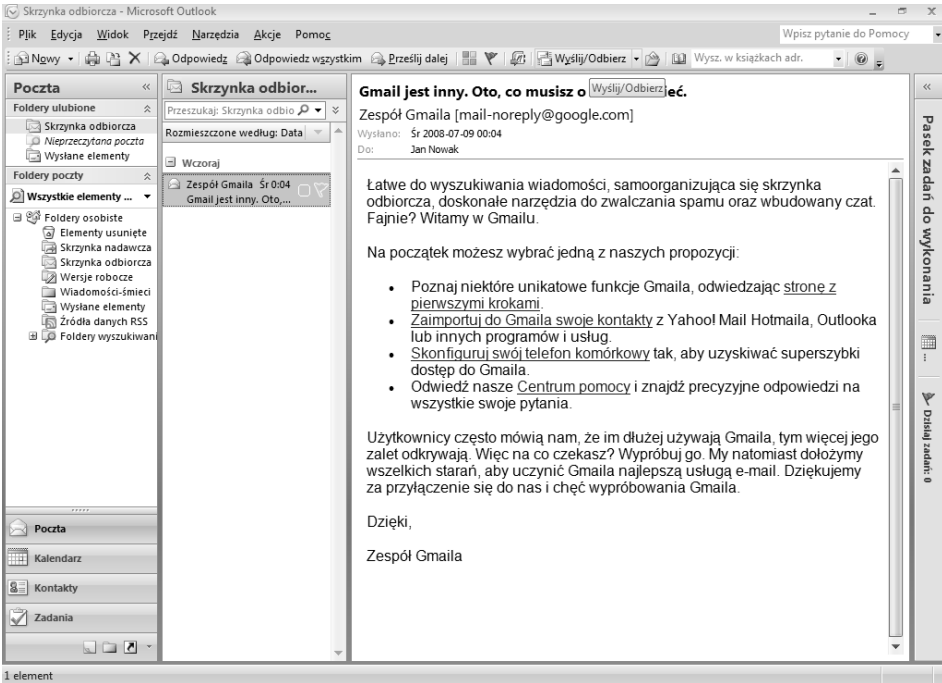 Skrzynka odbiorcza - Microsoft Outlook
Plik Edycja Widok Przejdź Narzędzia Akcje Pomoc
Wpisz pytanie do Pomocy
Nowy Odpowiedz Odpowiedz wszystkim Prześlij dalej Wyślij/Odbierz Wysz. w książkach adr.
Poczta
Foldery ulubione
Skrzynka odbiorcza
Nieprzeczytana poczta
Wysłane elementy
Foldery poczty
Wszystkie elementy ...
Foldery osobiste
Elementy usunięte
Skrzynka nadawcza
Skrzynka odbiorcza
Wersje robocze
Wiadomości-śmieci
Wysłane elementy
Źródła danych RSS
Foldery wyszukiwani
Poczta
Kalendarz
Kontakty
Zadania
Skrzynka odbior...
Przeszukaj: Skrzynka odbio
Rozmieszczone według: Data
Wczoraj
Zespół Gmaila Śr 0:04
Gmail jest inny. Oto,...
Gmail jest inny. Oto, co musisz o Wyślij/Odbierz eć.
Zespół Gmaila [mail-noreply@google.com]
Wysłano: Śr 2008-07-09 00:04
Do: Jan Nowak
Łatwe do wyszukiwania wiadomości, samoorganizująca się skrzynka
odbiorcza, doskonałe narzędzia do zwalczania spamu oraz wbudowany czat.
Fajnie? Witamy w Gmailu.
Na początek możesz wybrać jedną z naszych propozycji:
• Poznaj niektóre unikatowe funkcje Gmaila, odwiedzając stronę z
pierwszymi krokami.
• Zaimportuj do Gmaila swoje kontakty z Yahoo! Mail Hotmaila, Outlooka
lub innych programów i usług.
• Skonfiguruj swój telefon komórkowy tak, aby uzyskiwać superszybki
dostęp do Gmaila.
• Odwiedź nasze Centrum pomocy i znajdź precyzyjne odpowiedzi na
wszystkie swoje pytania.
Użytkownicy często mówią nam, że im dłużej używają Gmaila, tym więcej jego
zalet odkrywają. Więc na co czekasz? Wypróbuj go. My natomiast dołożymy
wszelkich starań, aby uczynić Gmaila najlepszą usługą e-mail. Dziękujemy
za przyłączenie się do nas i chęć wypróbowania Gmaila.
Dzięki,
Zespół Gmaila
Pasek zadań do wykonania
...
Dzisiaj zadań: 0
1 element